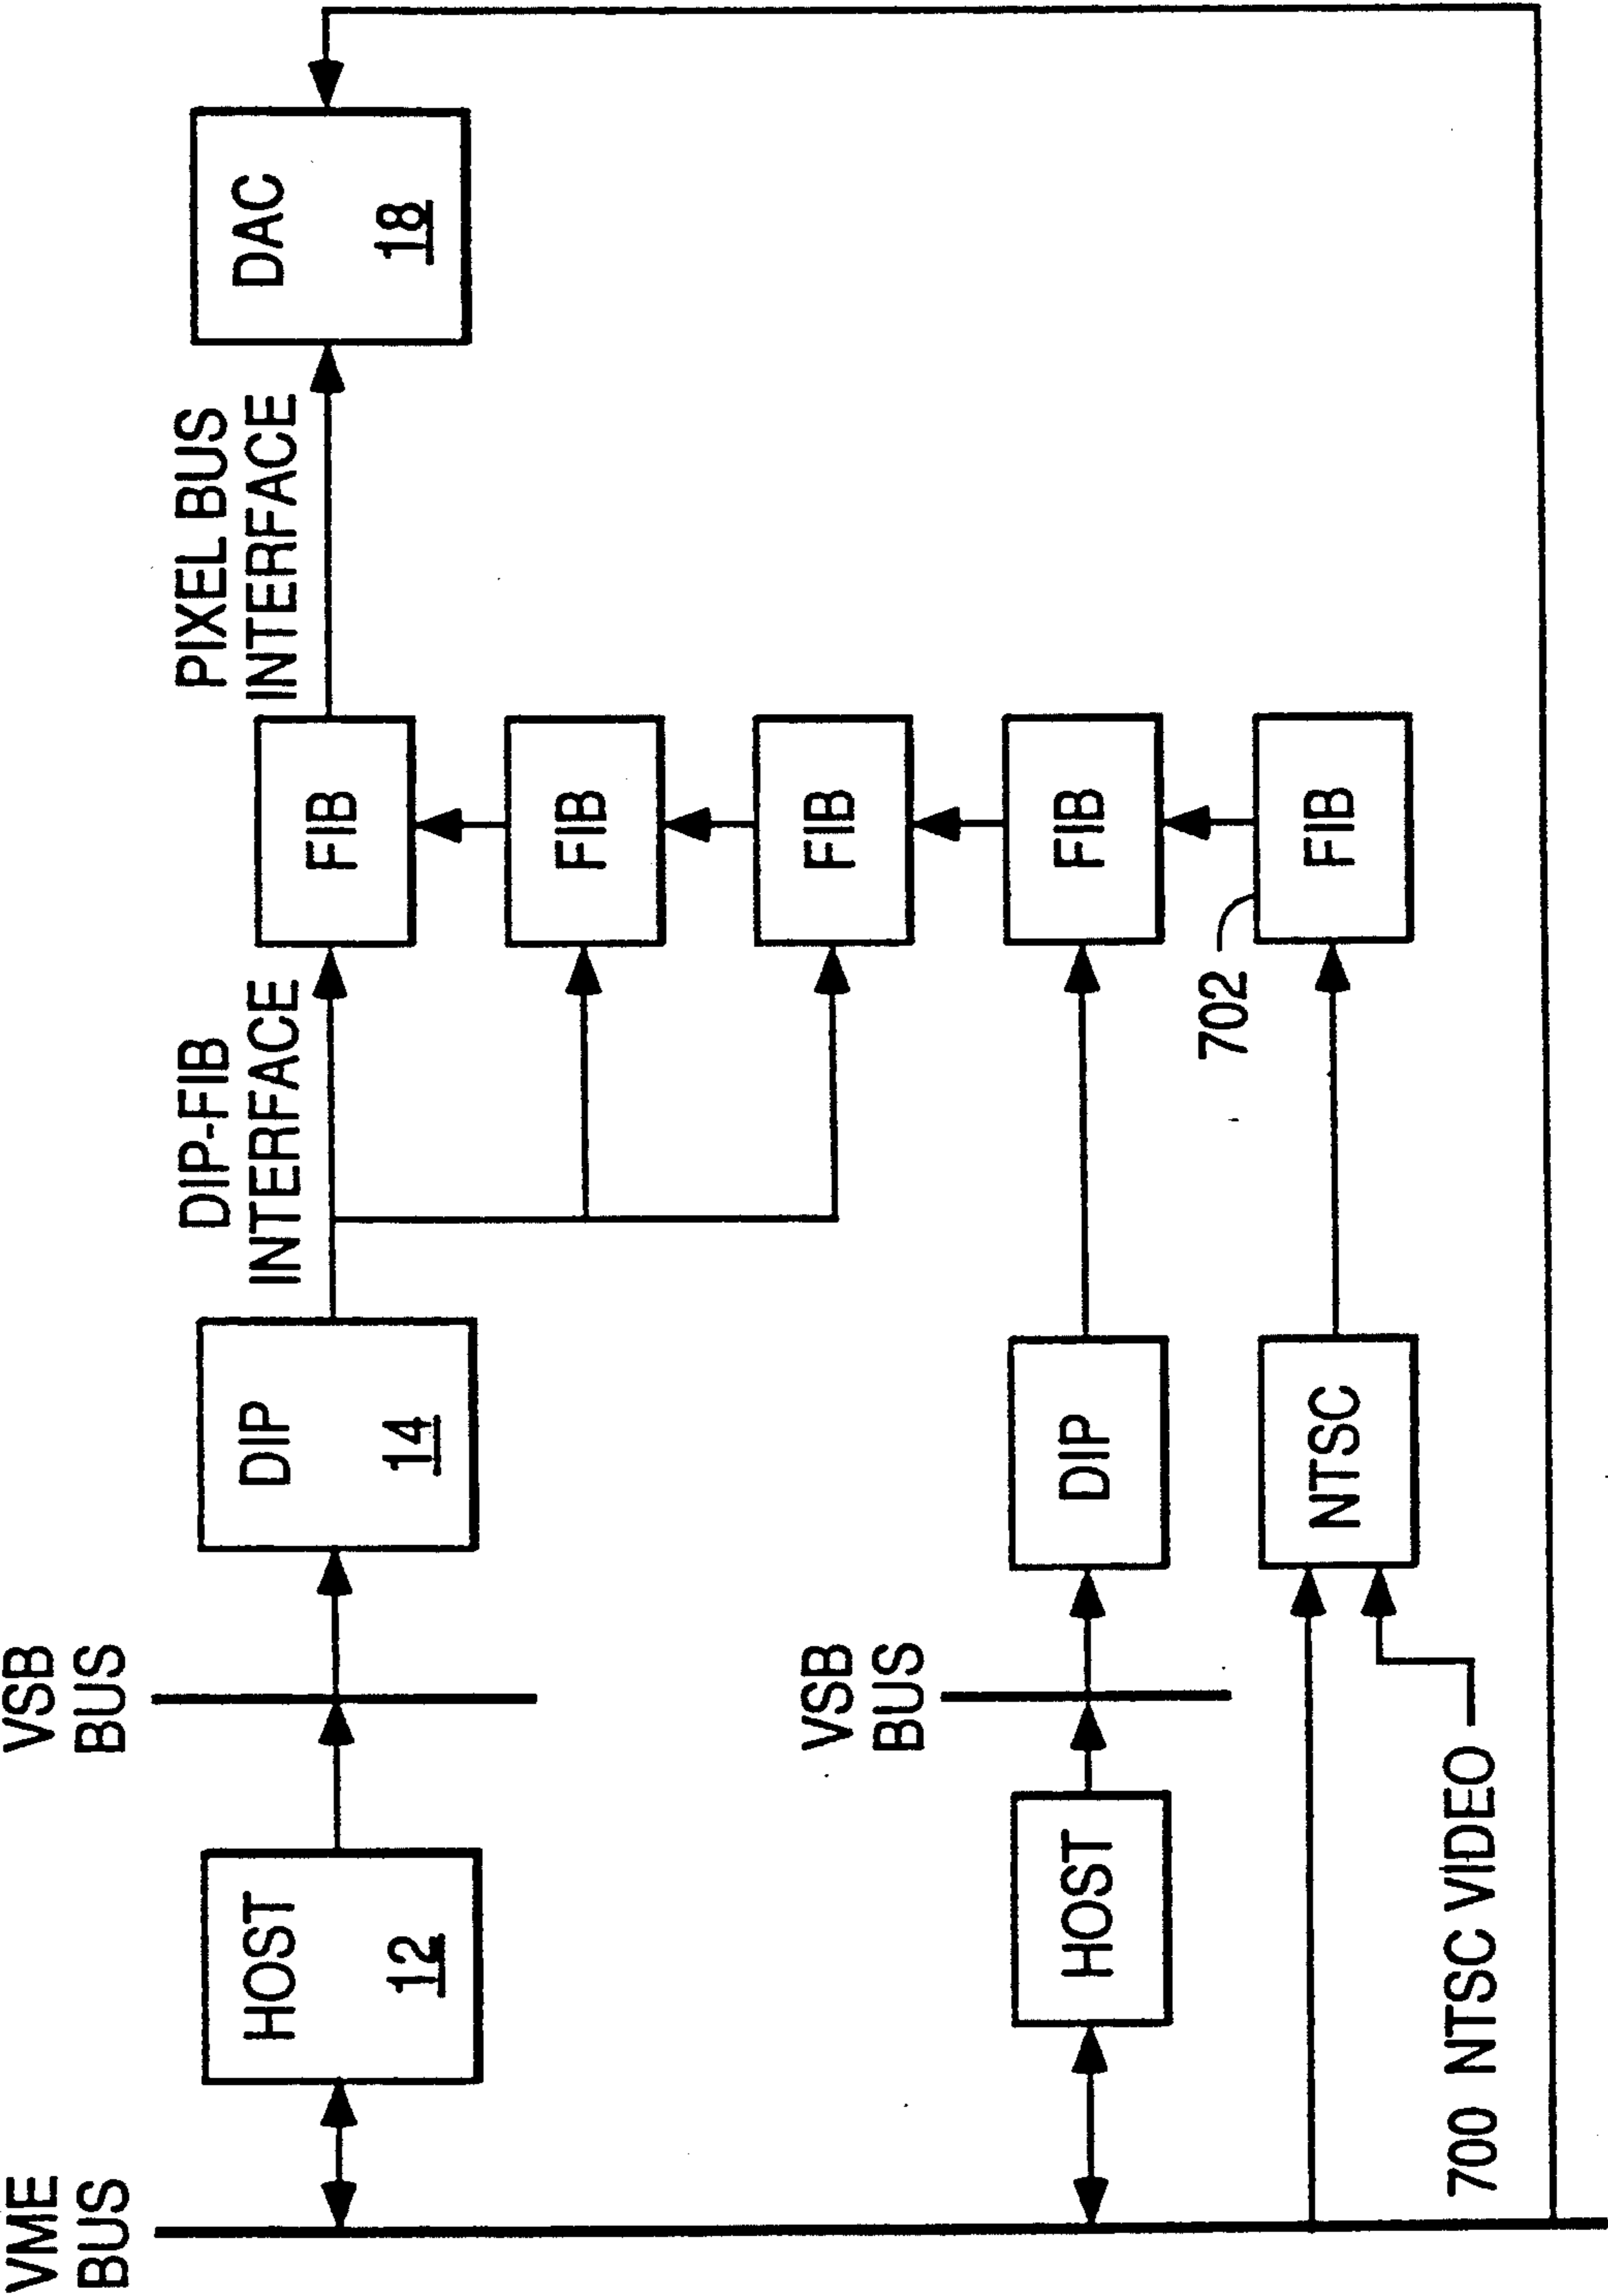 VME
BUS
HOST
12
VSB
BUS
DIP
14
DIP-FIB
INTERFACE
FIB
PIXEL BUS
INTERFACE
DAC
18
FIB
FIB
HOST
VSB
BUS
DIP
FIB
NTSC
702
FIB
700 NTSC VIDEO